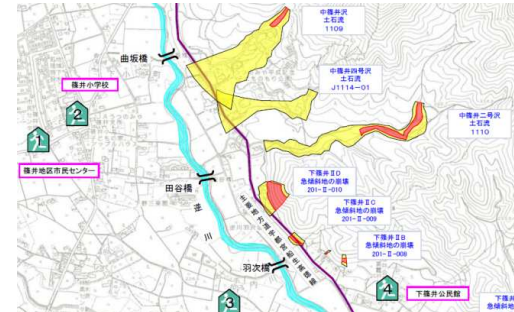 中篠井沢
土石流
1109
曲坂橋
中篠井四号沢
土石流
J1114-01
篠井小学校
2
1
中篠井二号沢
土石流
1110
篠井地区市民センター
田谷橋
下篠井ⅡD
急傾斜地の崩壊
201-Ⅱ-010
下篠井ⅡC
急傾斜地の崩壊
201-Ⅱ-009
川
下篠井ⅡB
急傾斜地の崩壊
201-Ⅱ-008
羽次橋
3
4
下篠井公民館
急傾斜地